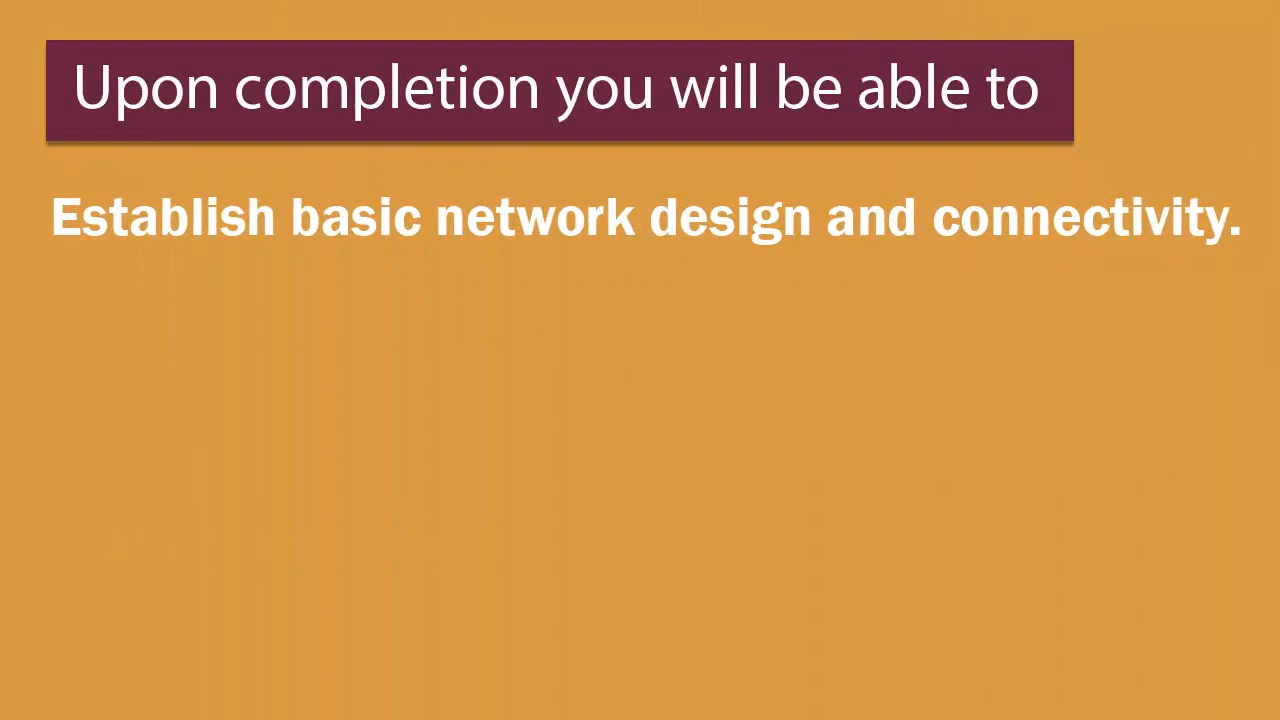 Upon completion you will be able to
Establish basic network design and connectivity.